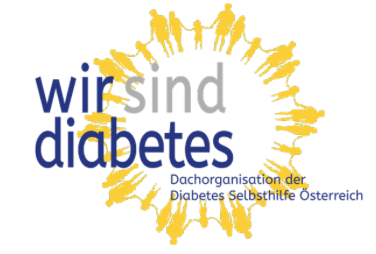 wir sind
diabetes
Dachorganisation der
Diabetes Selbsthilfe Österreich